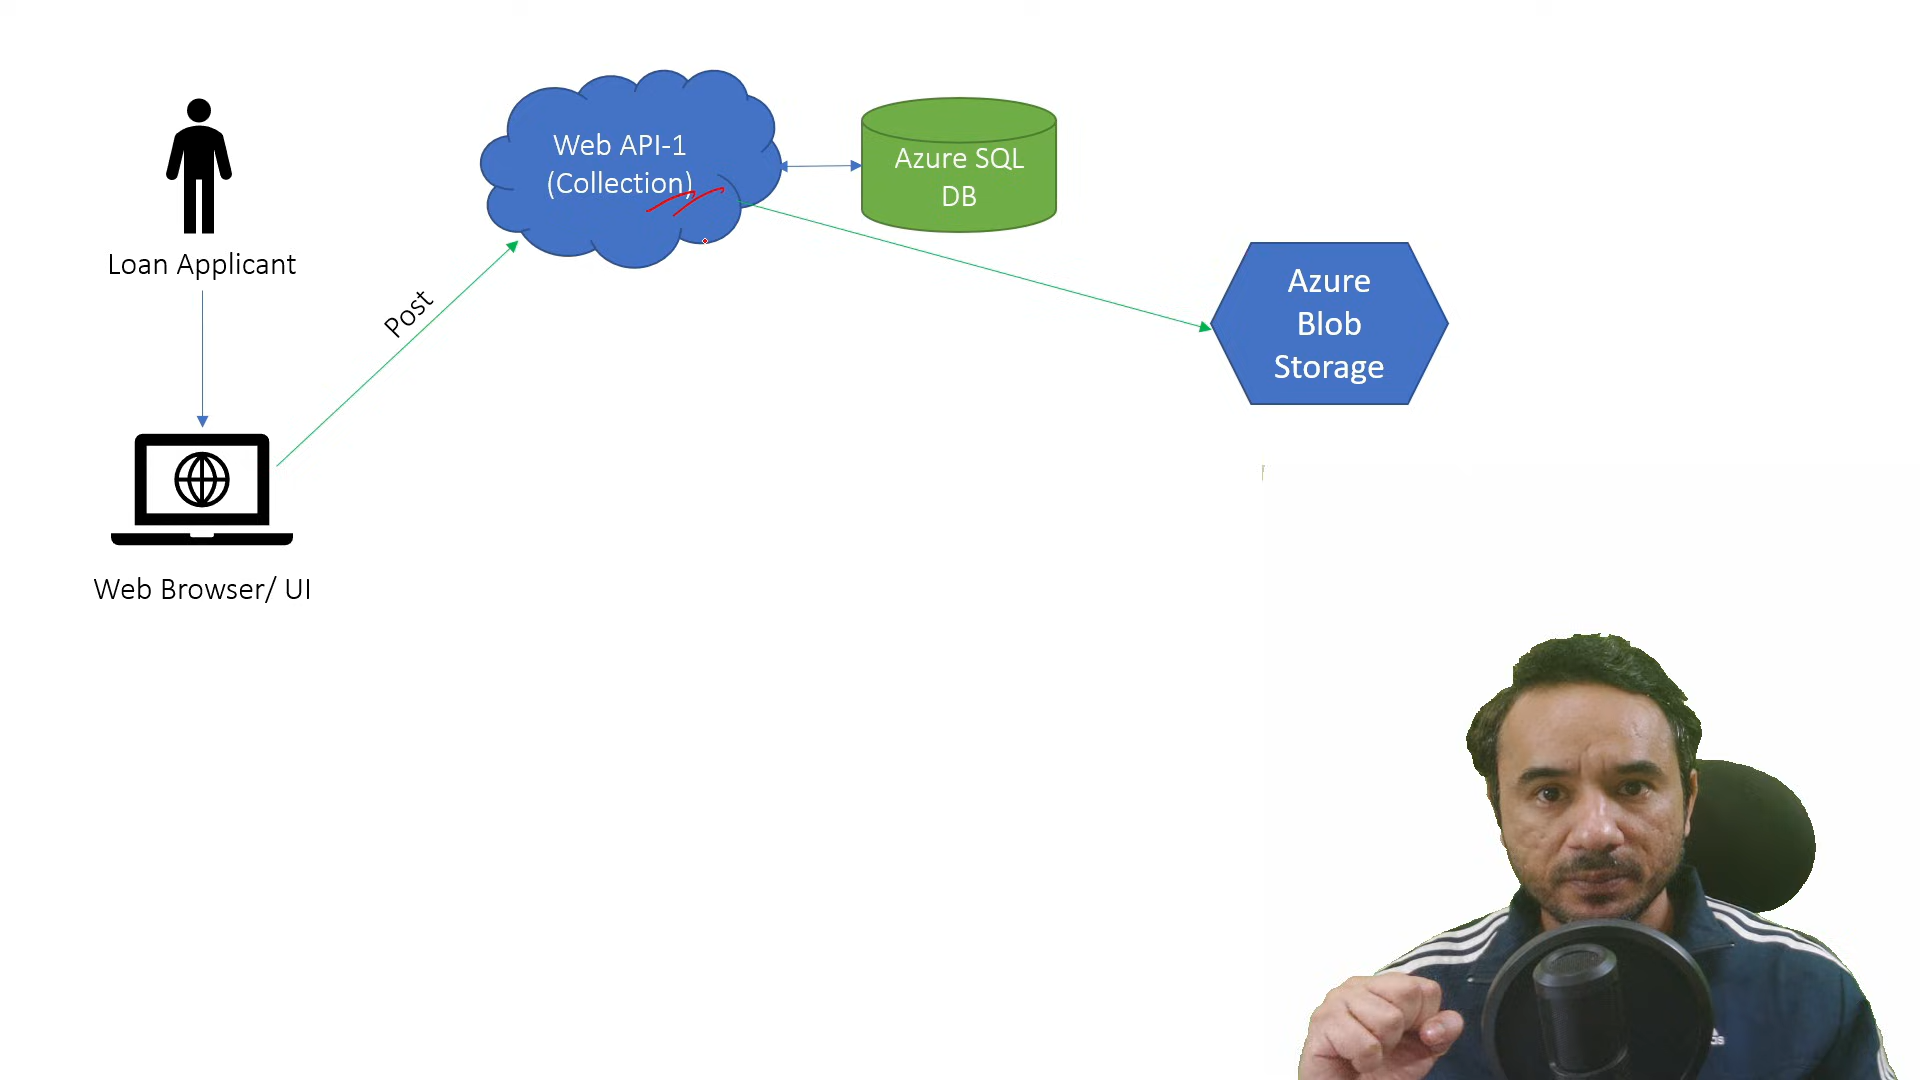 Web API-1
(Collection)
Azure SQL
DB
Loan Applicant
Post
Azure
Blob
Storage
Web Browser/ UI